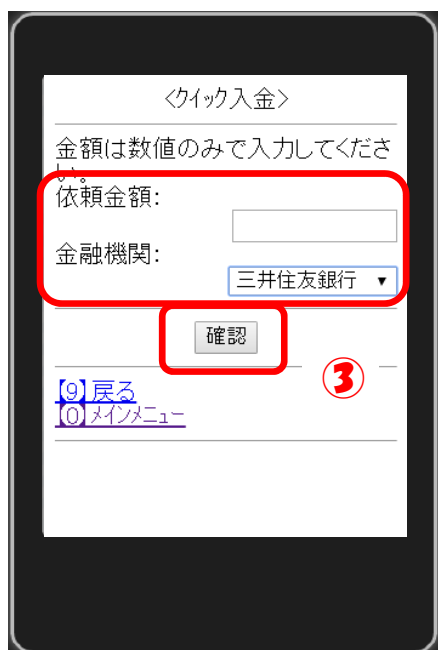 <クイック入金>
金額は数値のみで入力してくださ
い。
依頼金額:
金融機関:
三井住友銀行 ▼
確認
③
【9】戻る
【0】メインメニュー